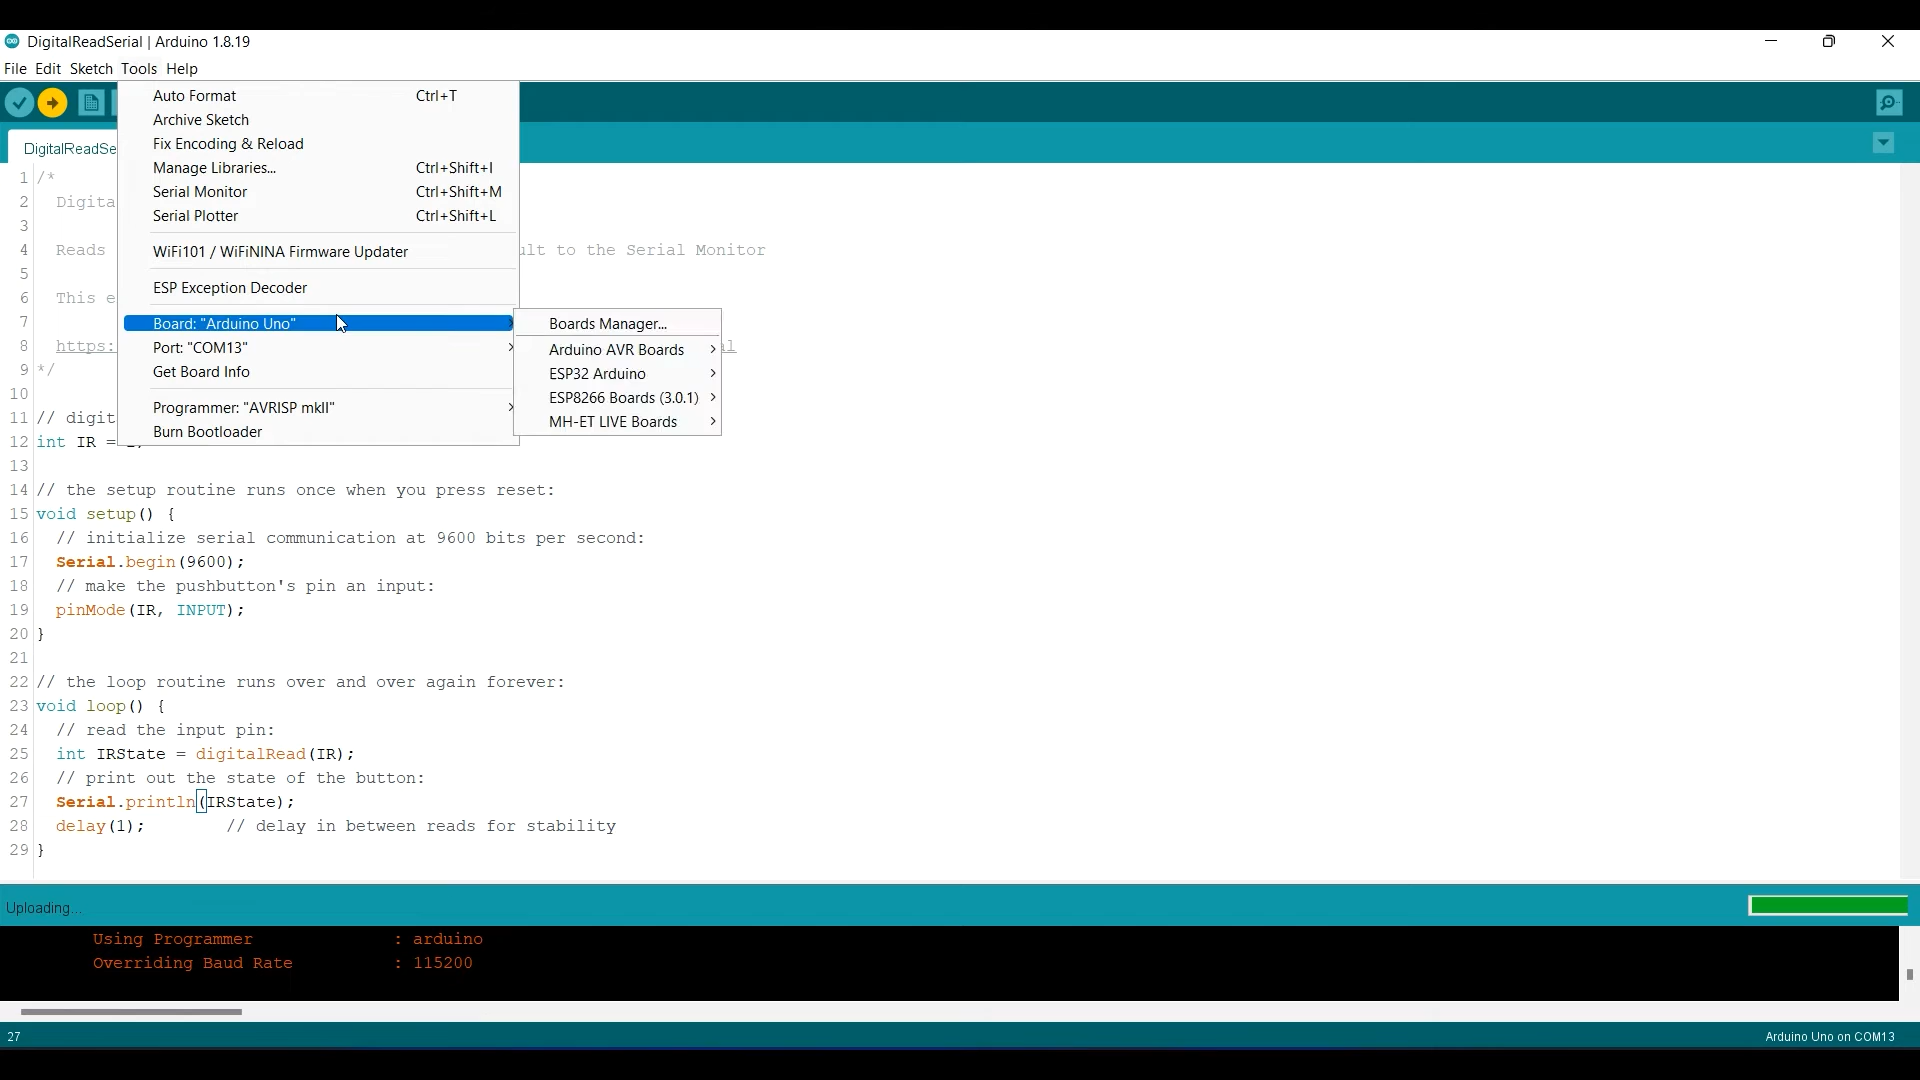 DigitalReadSerial | Arduino 1.8.19
File Edit Sketch Tools Help
Auto Format Ctrl+T
Archive Sketch
Fix Encoding & Reload
Manage Libraries... Ctrl+Shift+I
Serial Monitor Ctrl+Shift+M
Serial Plotter Ctrl+Shift+L
WiFi101 / WiFiNINA Firmware Updater
ESP Exception Decoder
Board: "Arduino Uno"
Port: "COM13"
Get Board Info
Programmer: "AVRISP mkII"
Burn Bootloader
Boards Manager...
Arduino AVR Boards
ESP32 Arduino
ESP8266 Boards (3.0.1)
MH-ET LIVE Boards
DigitalReadSe
1 /*
2 Digita
3
4 Reads ult to the Serial Monitor
5
6 This e
7
8 https: al
9 */
10
11 // digit
12 int IR =
13
14 // the setup routine runs once when you press reset:
15 void setup() {
16 // initialize serial communication at 9600 bits per second:
17 Serial.begin(9600);
18 // make the pushbutton's pin an input:
19 pinMode(IR, INPUT);
20 }
21
22 // the loop routine runs over and over again forever:
23 void loop() {
24 // read the input pin:
25 int IRState = digitalRead(IR);
26 // print out the state of the button:
27 Serial.println(IRState);
28 delay(1); // delay in between reads for stability
29 }
Uploading...
Using Programmer : arduino
Overriding Baud Rate : 115200
27
Arduino Uno on COM13